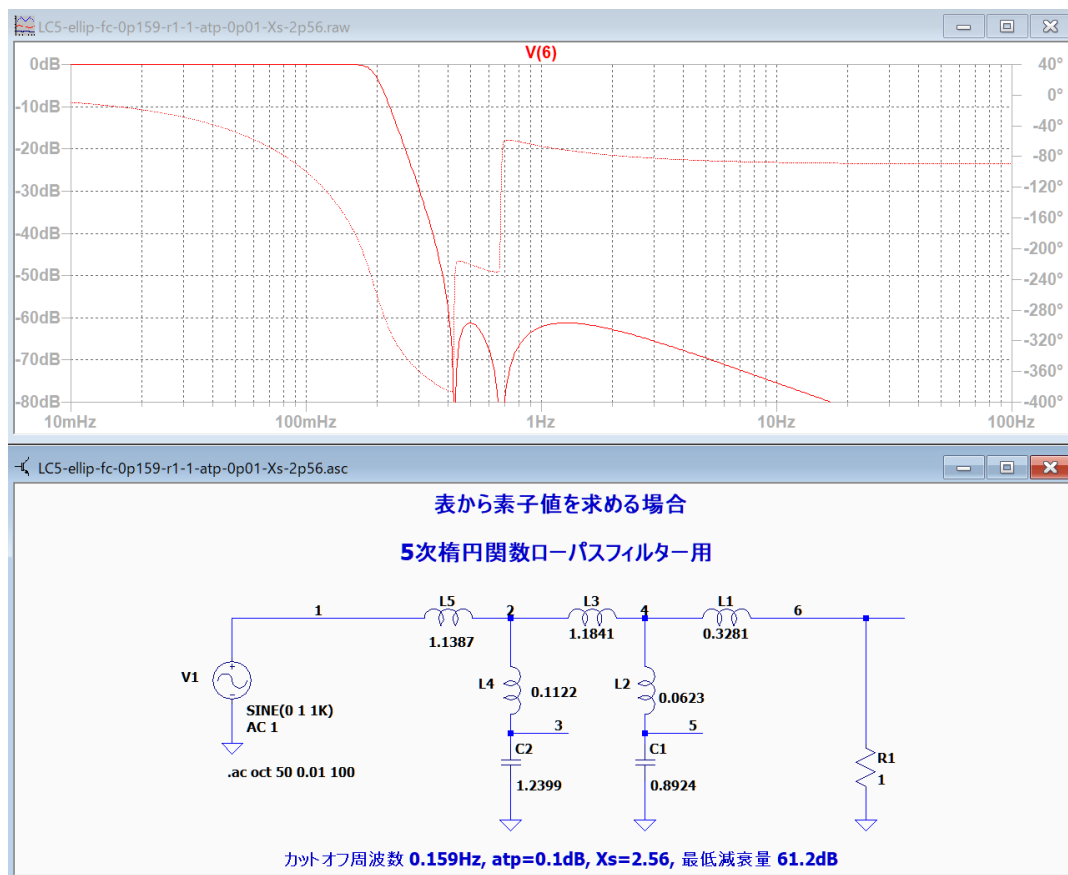 LC5-ellip-fc-0p159-r1-1-atp-0p01-Xs-2p56.raw
V(6)
0dB
-10dB
-20dB
-30dB
-40dB
-50dB
-60dB
-70dB
-80dB
40°
0°
-40°
-80°
-120°
-160°
-200°
-240°
-280°
-320°
-360°
-400°
10mHz 100mHz 1Hz 10Hz 100Hz
LC5-ellip-fc-0p159-r1-1-atp-0p01-Xs-2p56.asc
表から素子値を求める場合
5次楕円関数ローパスフィルター用
1 L5 2 L3 4 L1 6
1.1387 1.1841 0.3281
V1 L4 0.1122 L2 0.0623
SINE(0 1 1K)
AC 1
3 5
C2 C1 R1
.ac oct 50 0.01 100
1.2399 0.8924 1
カットオフ周波数 0.159Hz, atp=0.1dB, Xs=2.56, 最低減衰量 61.2dB